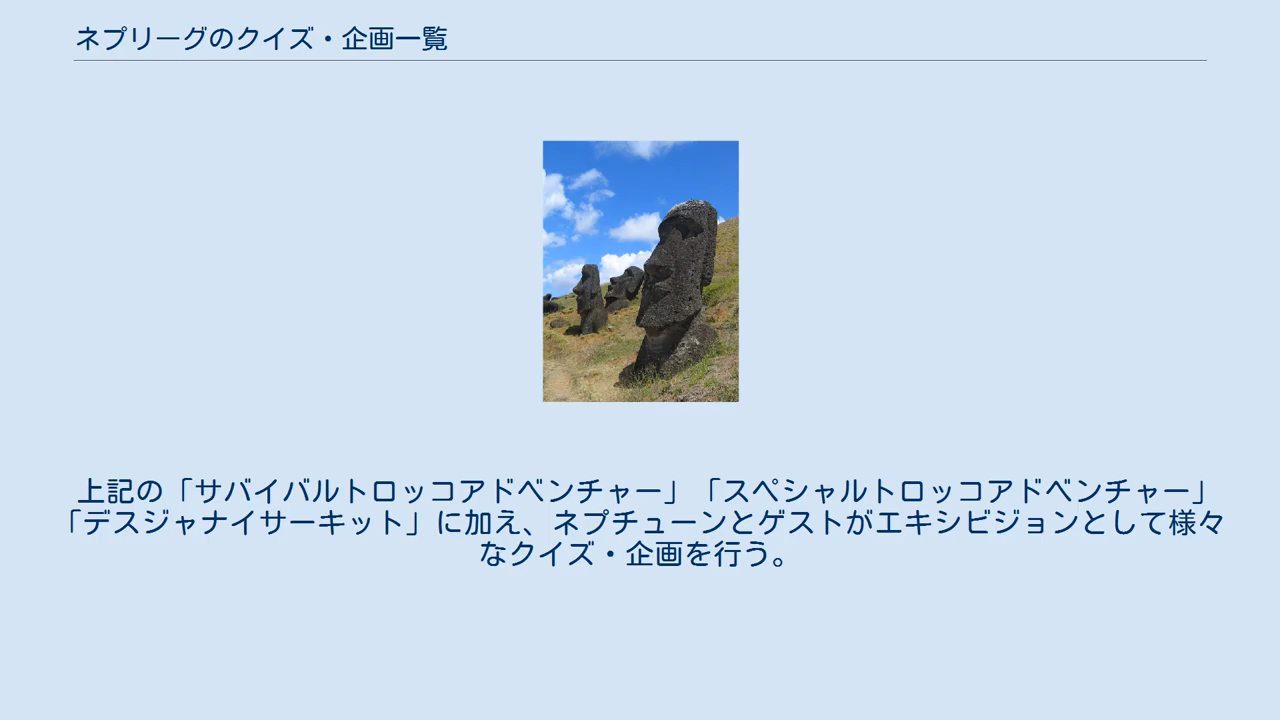 ネプリーグのクイズ・企画一覧
上記の「サバイバルトロッコアドベンチャー」「スペシャルトロッコアドベンチャー」
「デスジャナイサーキット」に加え、ネプチューンとゲストがエキシビジョンとして様々
なクイズ・企画を行う。